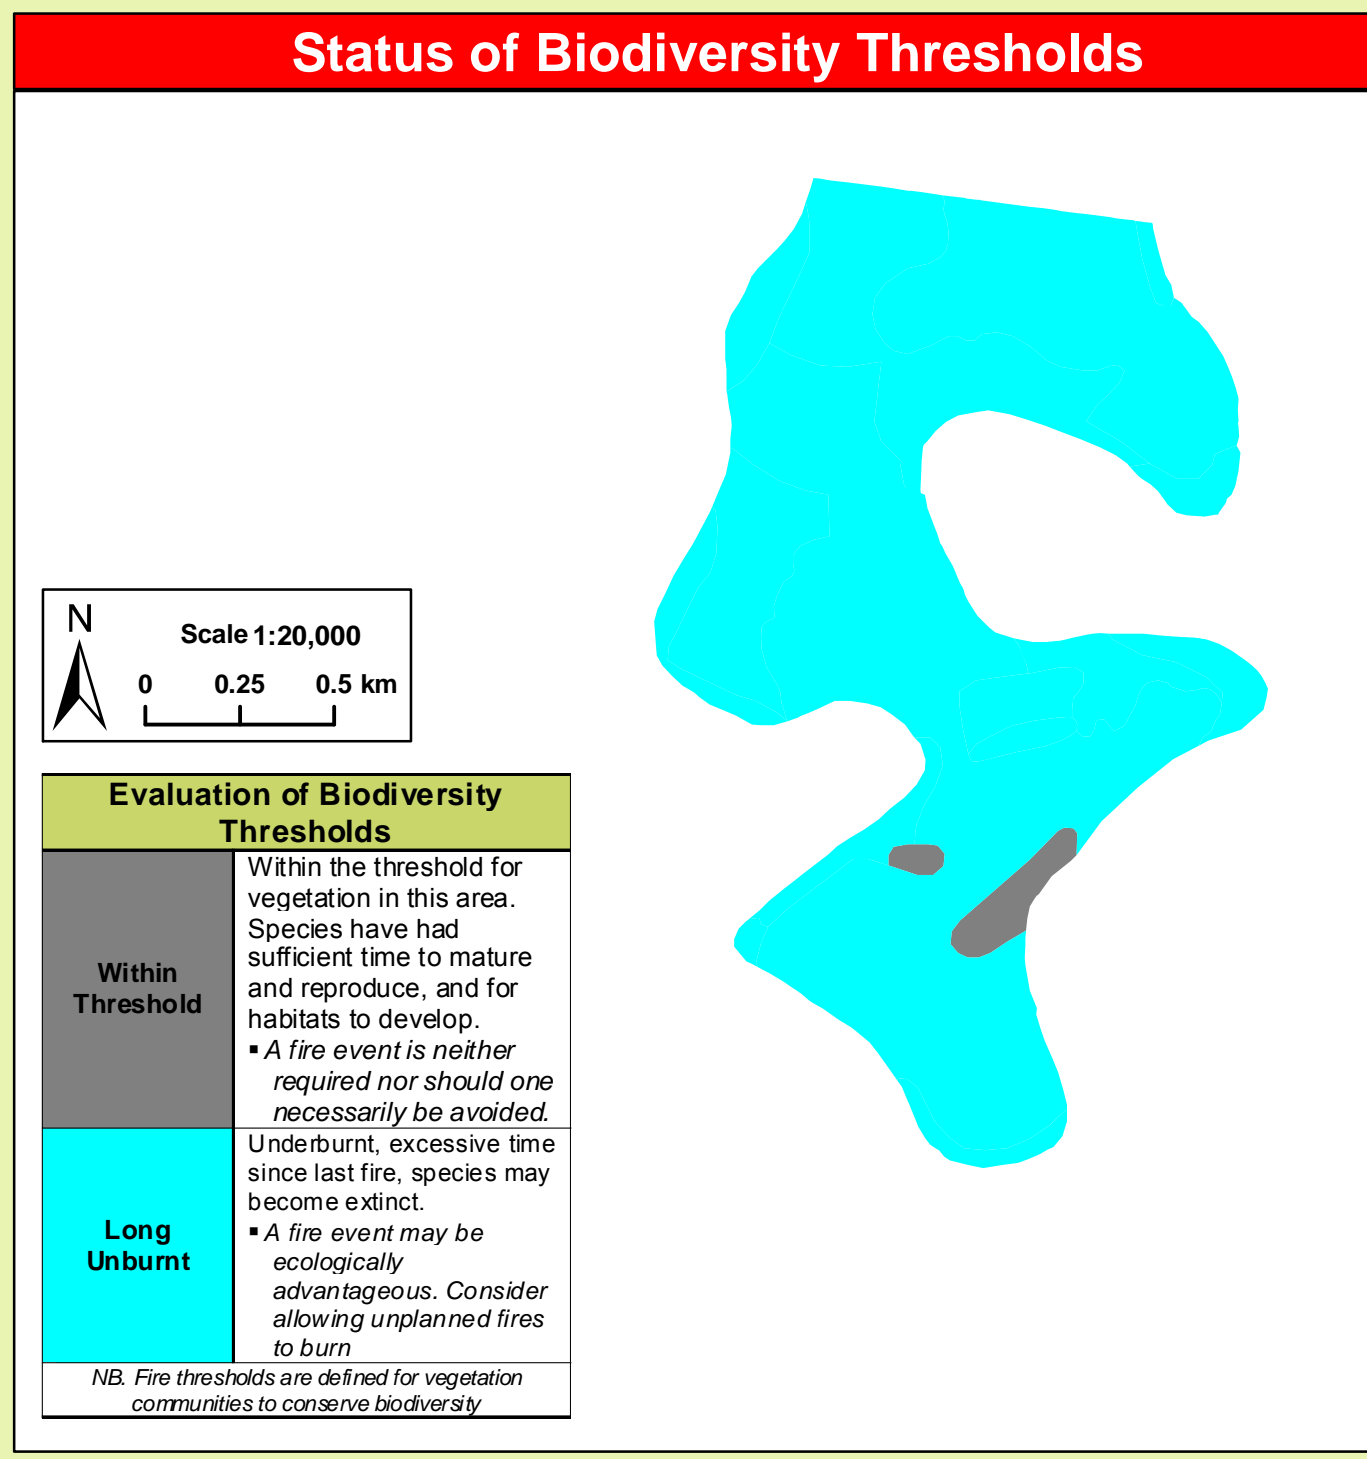 Status of Biodiversity Thresholds
N
Scale 1:20,000
0 0.25 0.5 km
Evaluation of Biodiversity
Thresholds
Within
Threshold
Within the threshold for
vegetation in this area.
Species have had
sufficient time to mature
and reproduce, and for
habitats to develop.
▪ A fire event is neither
required nor should one
necessarily be avoided.
Long
Unburnt
Underburnt, excessive time
since last fire, species may
become extinct.
▪ A fire event may be
ecologically
advantageous. Consider
allowing unplanned fires
to burn
NB. Fire thresholds are defined for vegetation
communities to conserve biodiversity